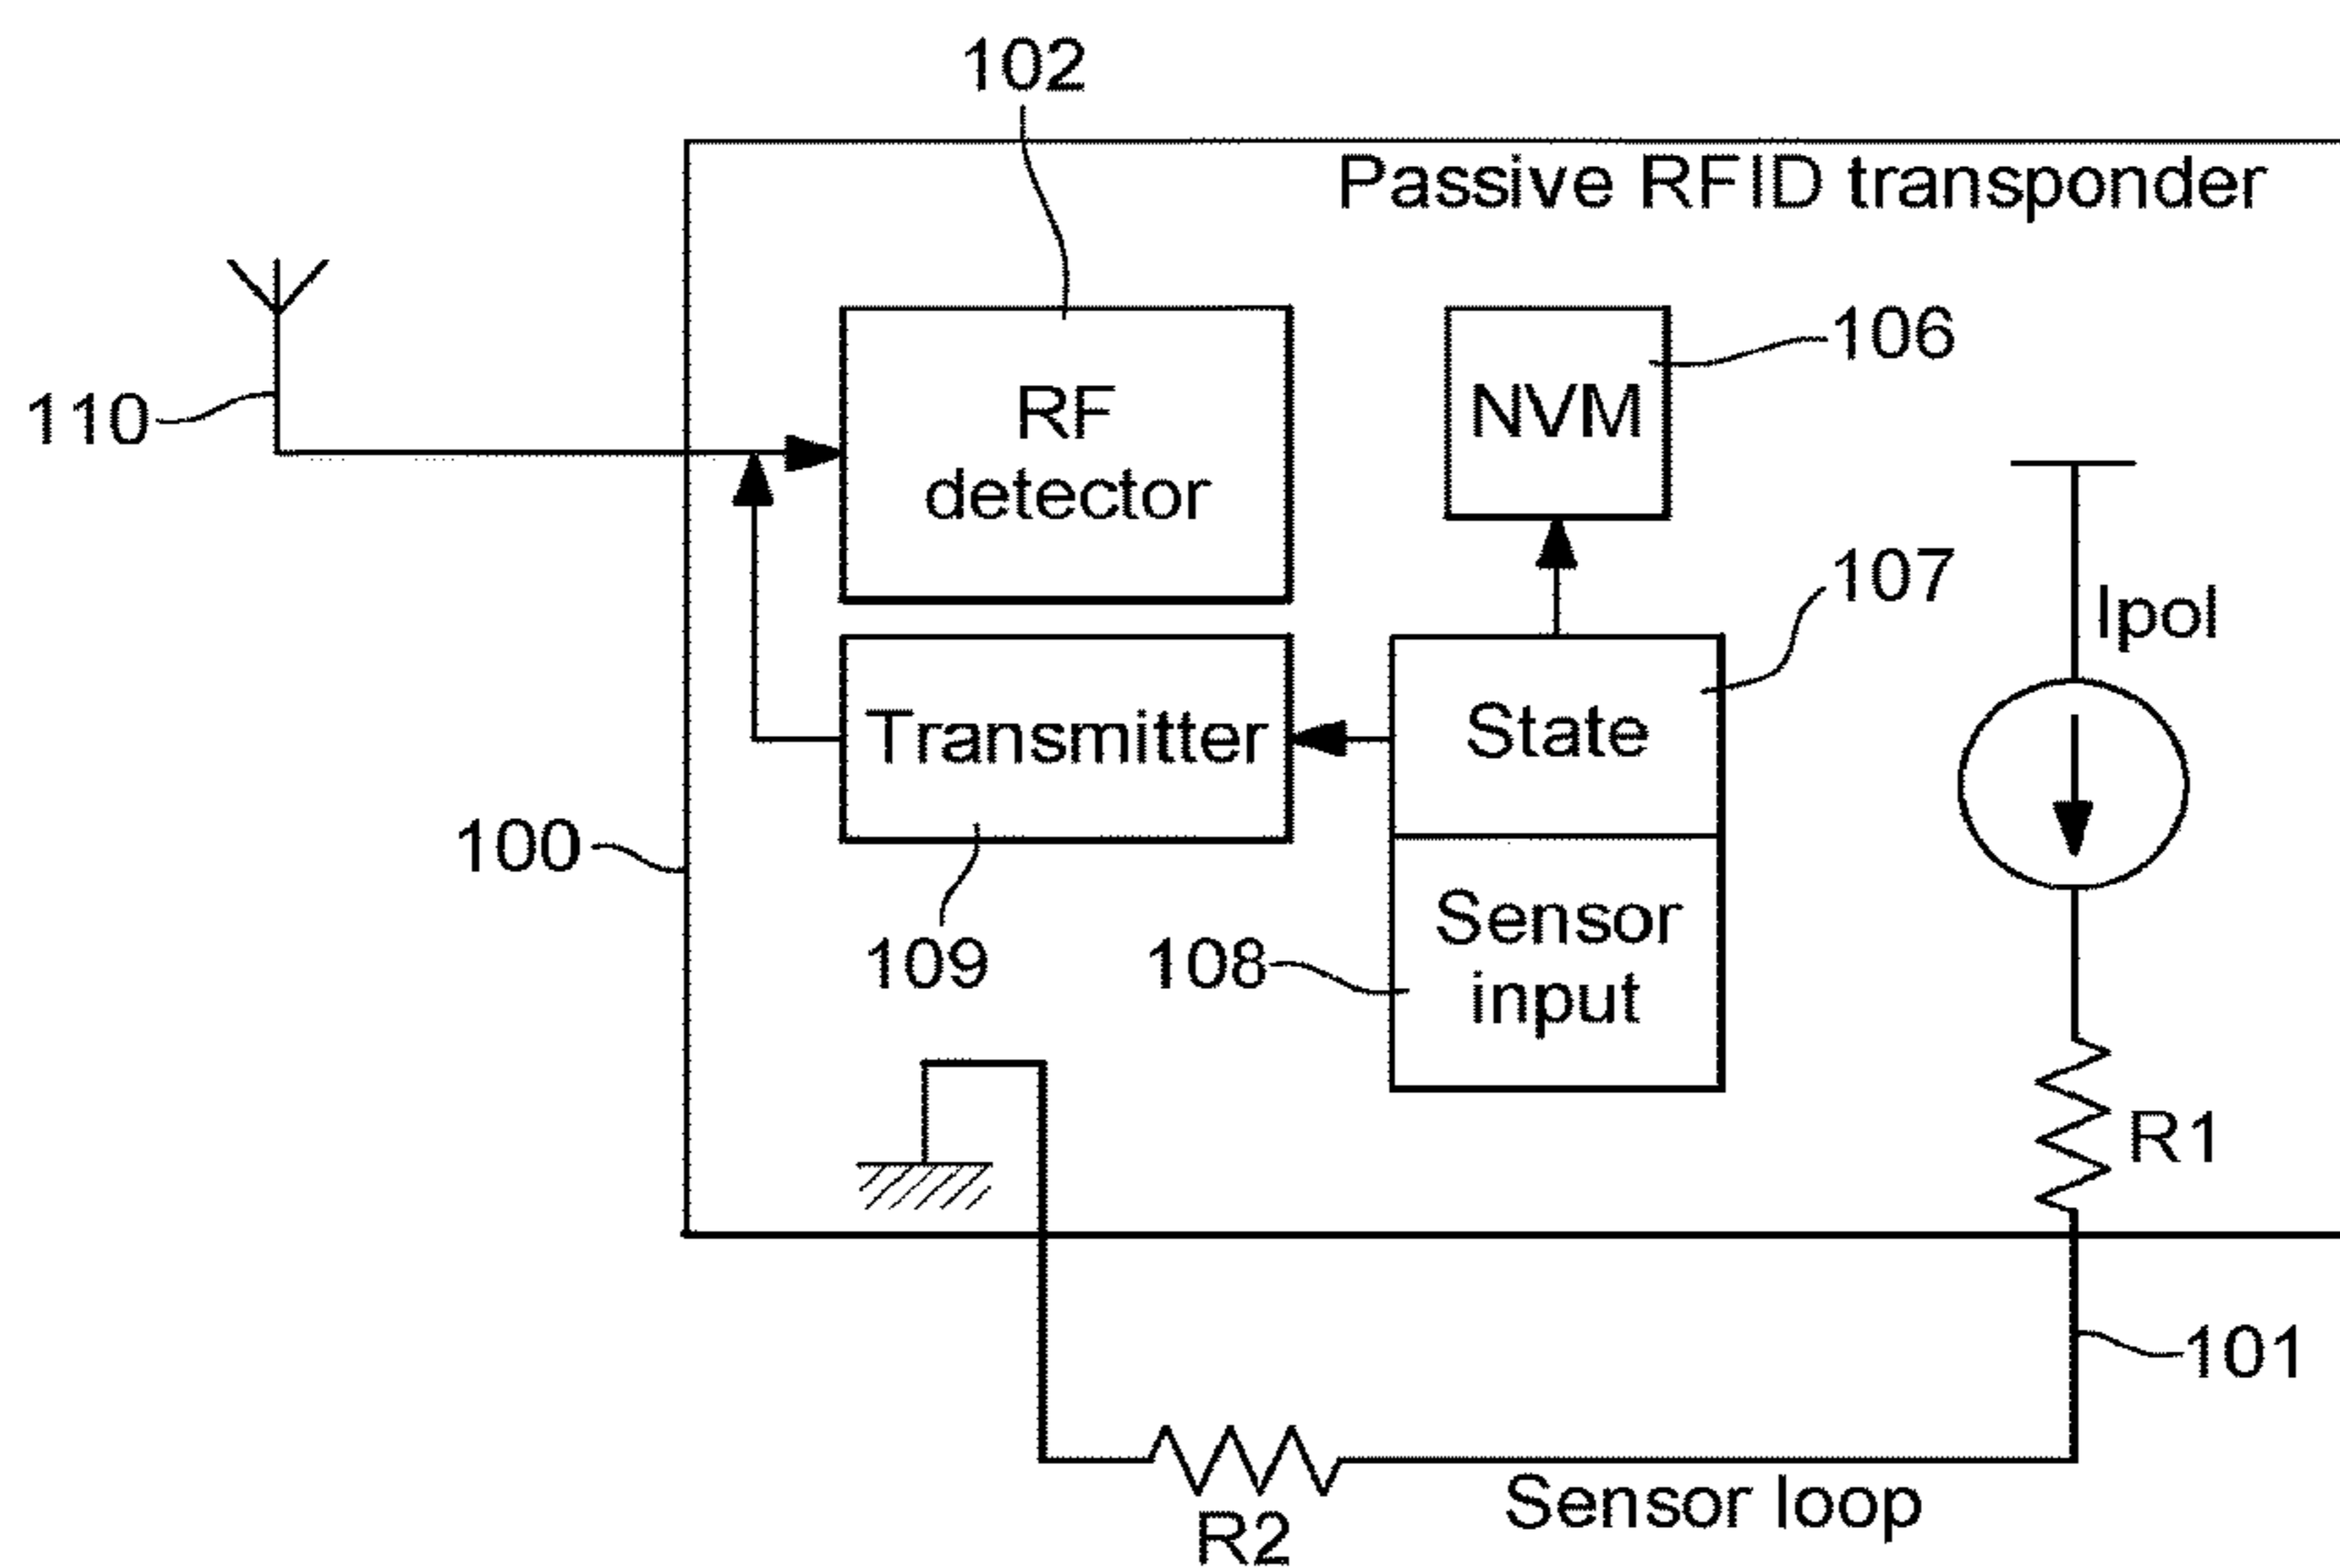 102
Passive RFID transponder
110
RF
detector
NVM
106
107
Ipol
Transmitter
State
100
109
108
Sensor
input
R1
101
Sensor loop
R2